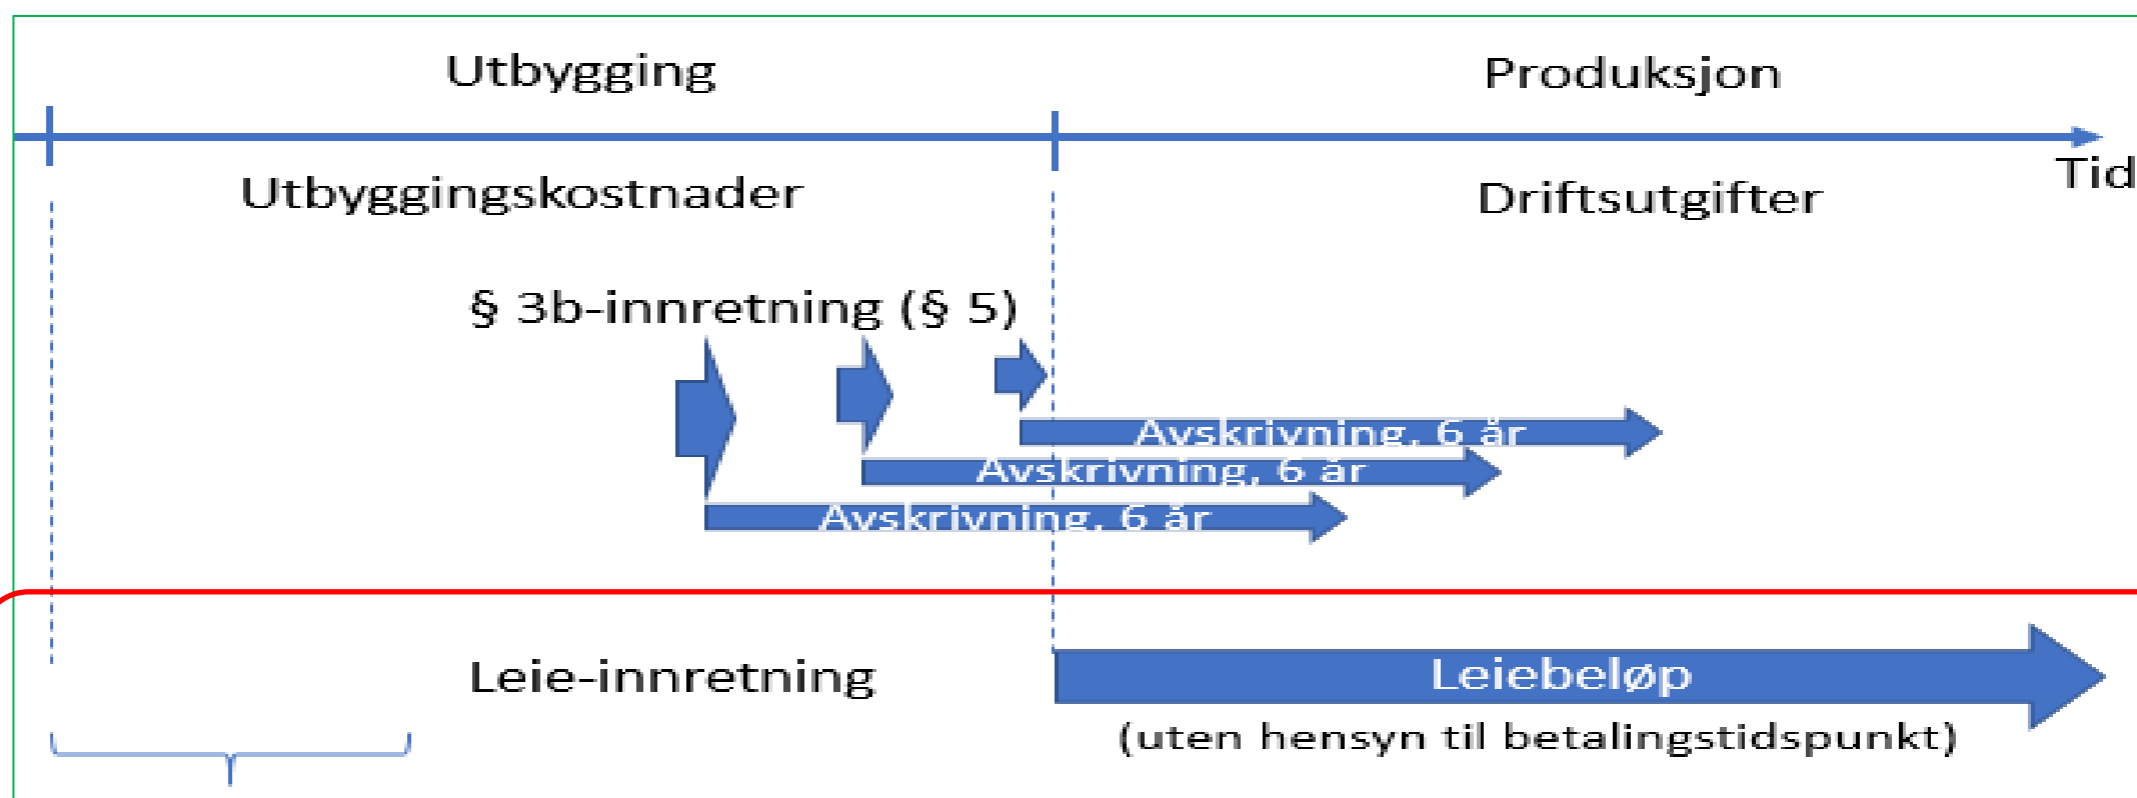 Utbygging
Produksjon
Tid
Utbyggingskostnader
Driftsutgifter
§ 3b-innretning (§ 5)
Avskrivning, 6 år
Avskrivning, 6 år
Avskrivning, 6 år
Leie-innretning
Leiebeløp
(uten hensyn til betalingstidspunkt)